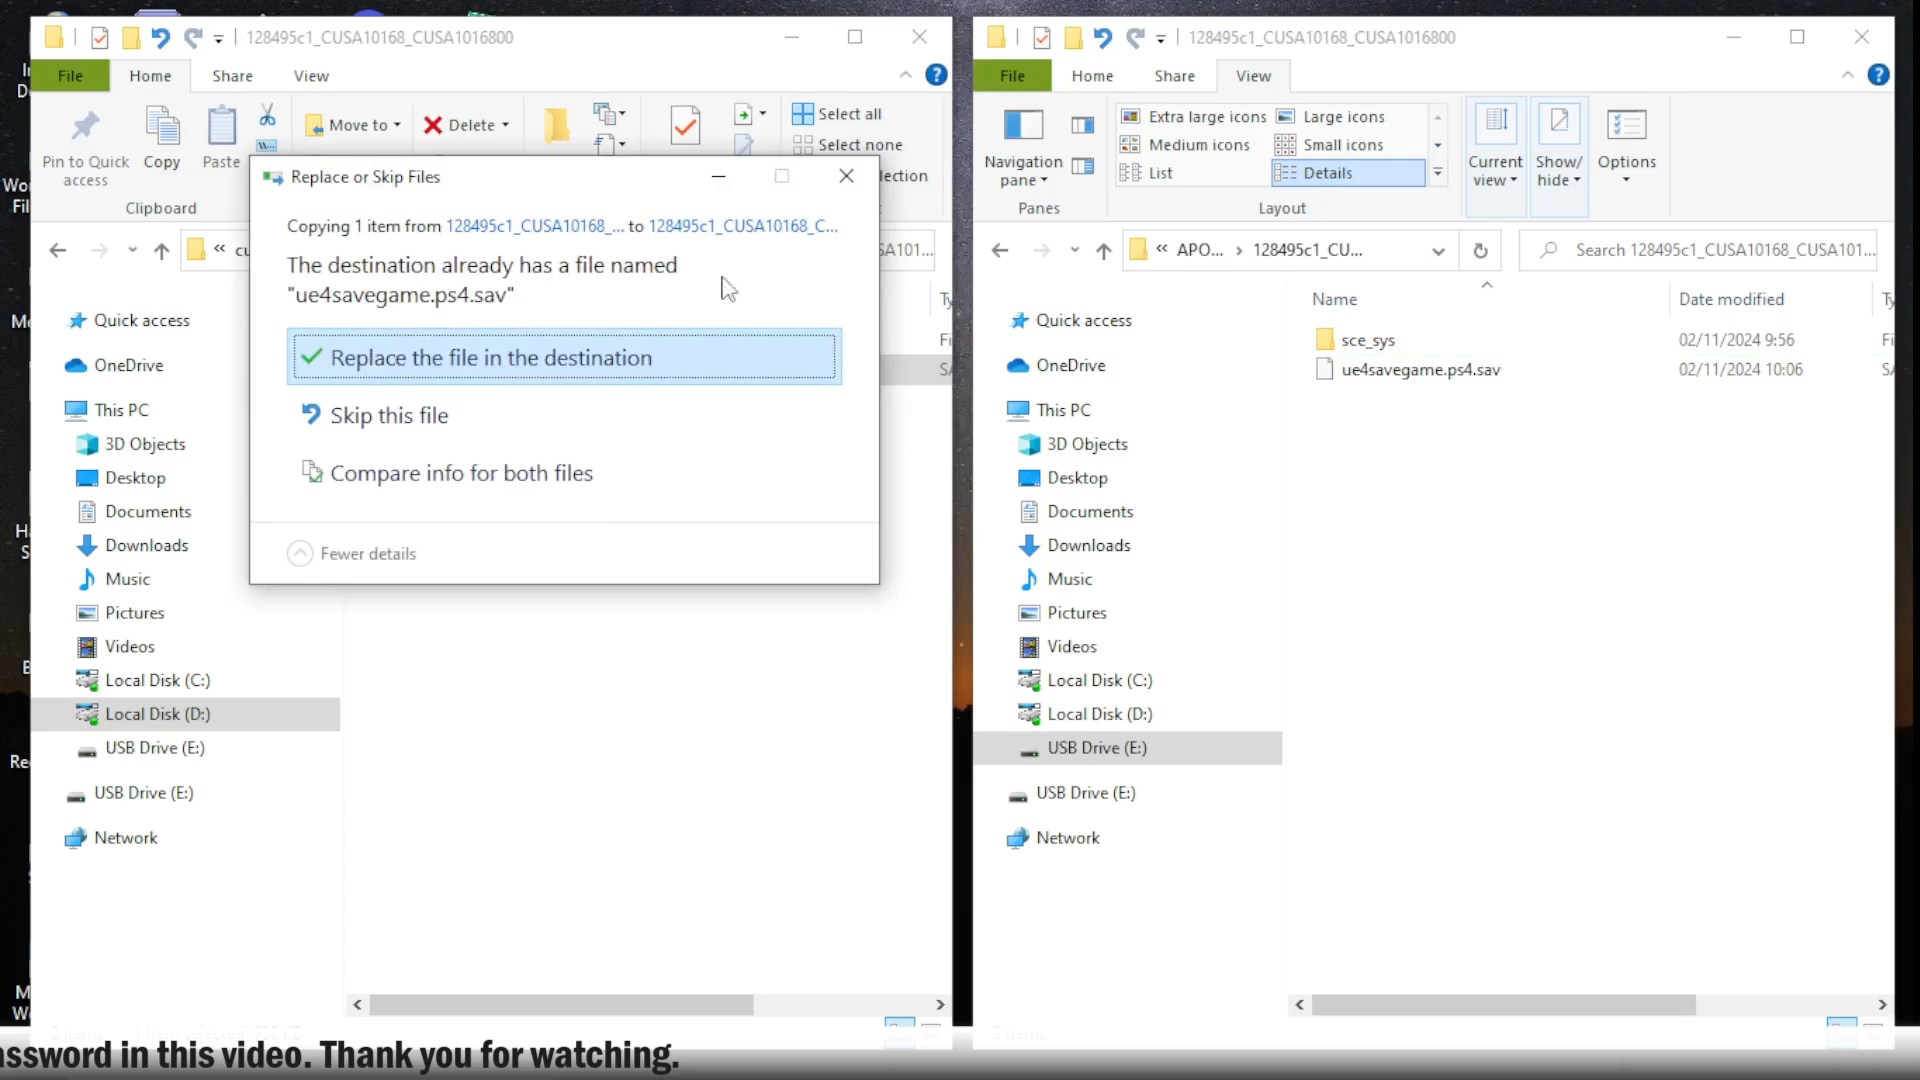 128495c1_CUSA10168_CUSA1016800
File
Home
Share
View
Pin to Quick
access
Copy
Paste
Move to
Delete
Select all
Select none
lection
Clipboard
Replace or Skip Files
Copying 1 item from 128495c1_CUSA10168_... to 128495c1_CUSA10168_C...
The destination already has a file named
"ue4savegame.ps4.sav"
Replace the file in the destination
Skip this file
Compare info for both files
Fewer details
« cu
SA101...
Quick access
OneDrive
This PC
3D Objects
Desktop
Documents
Downloads
Music
Pictures
Videos
Local Disk (C:)
Local Disk (D:)
USB Drive (E:)
USB Drive (E:)
Network
128495c1_CUSA10168_CUSA1016800
File
Home
Share
View
Navigation
pane
Extra large icons
Large icons
Medium icons
Small icons
List
Details
Current
view
Show/
hide
Options
Panes
Layout
« APO... › 128495c1_CU...
Search 128495c1_CUSA10168_CUSA101...
Name
Date modified
Ty
sce_sys
02/11/2024 9:56
Fi
ue4savegame.ps4.sav
02/11/2024 10:06
SA
Quick access
OneDrive
This PC
3D Objects
Desktop
Documents
Downloads
Music
Pictures
Videos
Local Disk (C:)
Local Disk (D:)
USB Drive (E:)
USB Drive (E:)
Network
assword in this video. Thank you for watching.